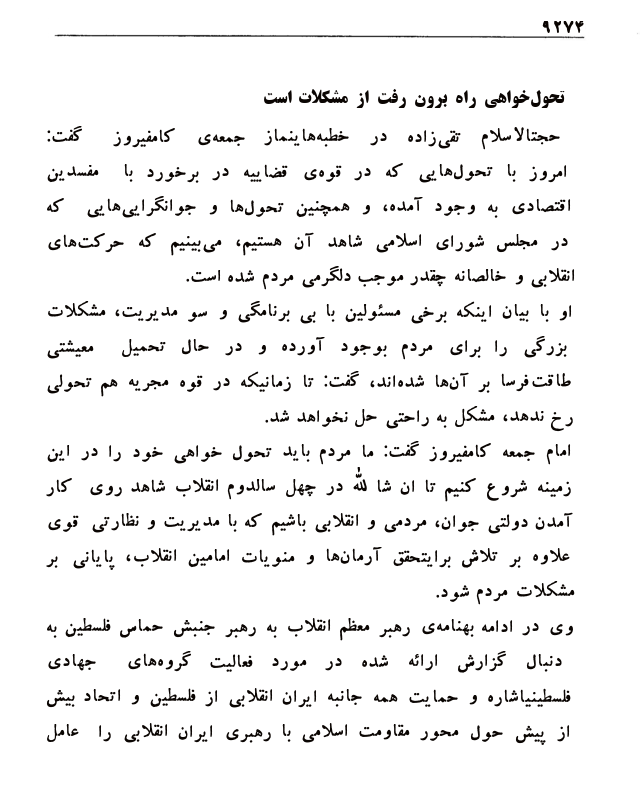 ۹۲۷۴
تحول‌خواهی راه برون رفت از مشکلات است
حجتالاسلام تقی‌زاده در خطبه‌هاینماز جمعه‌ی کامفیروز گفت:
امروز با تحول‌هایی که در قوه‌ی قضاییه در برخورد با مفسدین
اقتصادی به وجود آمده، و همچنین تحول‌ها و جوانگرایی‌هایی که
در مجلس شورای اسلامی شاهد آن هستیم، می‌بینیم که حرکت‌های
انقلابی و خالصانه چقدر موجب دلگرمی مردم شده است.
او با بیان اینکه برخی مسئولین با بی برنامگی و سو مدیریت، مشکلات
بزرگی را برای مردم بوجود آورده و در حال تحمیل معیشتی
طاقت‌فرسا بر آن‌ها شده‌اند، گفت: تا زمانیکه در قوه مجریه هم تحولی
رخ ندهد، مشکل به راحتی حل نخواهد شد.
امام جمعه کامفیروز گفت: ما مردم باید تحول خواهی خود را در این
زمینه شروع کنیم تا ان شا لله در چهل سالدوم انقلاب شاهد روی کار
آمدن دولتی جوان، مردمی و انقلابی باشیم که با مدیریت و نظارتی قوی
علاوه بر تلاش برایتحقق آرمان‌ها و منویات امامین انقلاب، پایانی بر
مشکلات مردم شود.
وی در ادامه بهنامه‌ی رهبر معظم انقلاب به رهبر جنبش حماس فلسطین به
دنبال گزارش ارائه شده در مورد فعالیت گروه‌های جهادی
فلسطینیاشاره و حمایت همه جانبه ایران انقلابی از فلسطین و اتحاد بیش
از پیش حول محور مقاومت اسلامی با رهبری ایران انقلابی را عامل